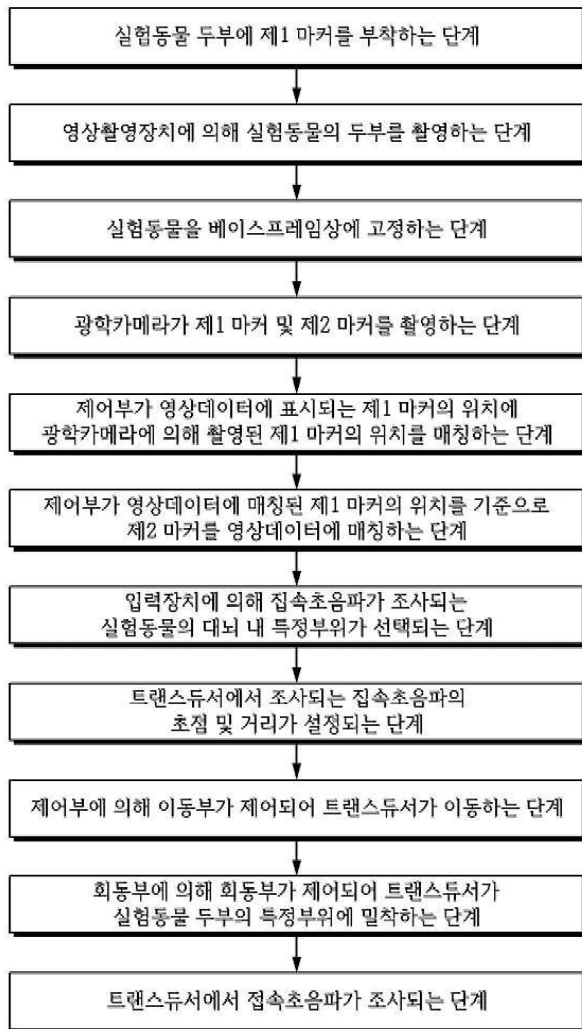 실험동물 두부에 제1 마커를 부착하는 단계
영상촬영장치에 의해 실험동물의 두부를 촬영하는 단계
실험동물을 베이스프레임상에 고정하는 단계
광학카메라가 제1 마커 및 제2 마커를 촬영하는 단계
제어부가 영상데이터에 표시되는 제1 마커의 위치에
광학카메라에 의해 촬영된 제1 마커의 위치를 매칭하는 단계
제어부가 영상데이터에 매칭된 제1 마커의 위치를 기준으로
제2 마커를 영상데이터에 매칭하는 단계
입력장치에 의해 집속초음파가 조사되는
실험동물의 대뇌 내 특정부위가 선택되는 단계
트랜스듀서에서 조사되는 집속초음파의
초점 및 거리가 설정되는 단계
제어부에 의해 이동부가 제어되어 트랜스듀서가 이동하는 단계
회동부에 의해 회동부가 제어되어 트랜스듀서가
실험동물 두부의 특정부위에 밀착하는 단계
트랜스듀서에서 접속초음파가 조사되는 단계